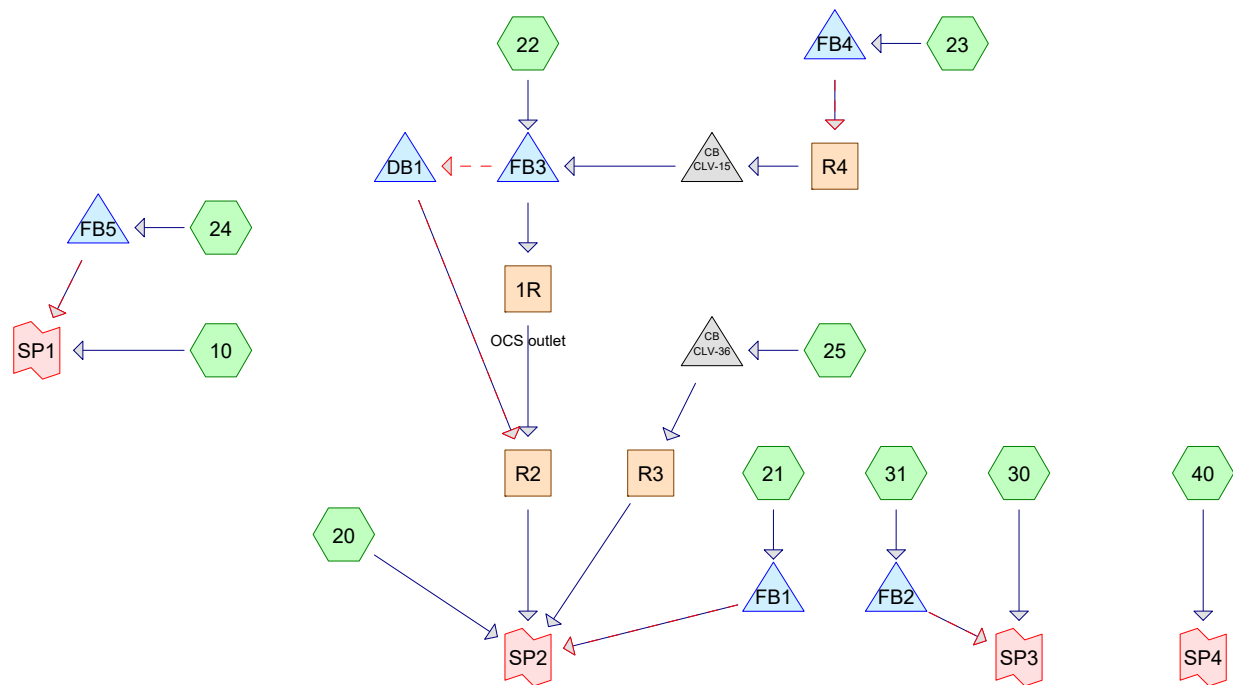 22
FB4
23
DB1
FB3
CB
CLV-15
R4
FB5
24
1R
OCS outlet
SP1
10
CB
CLV-36
25
R2
R3
21
31
30
40
20
FB1
FB2
SP2
SP3
SP4